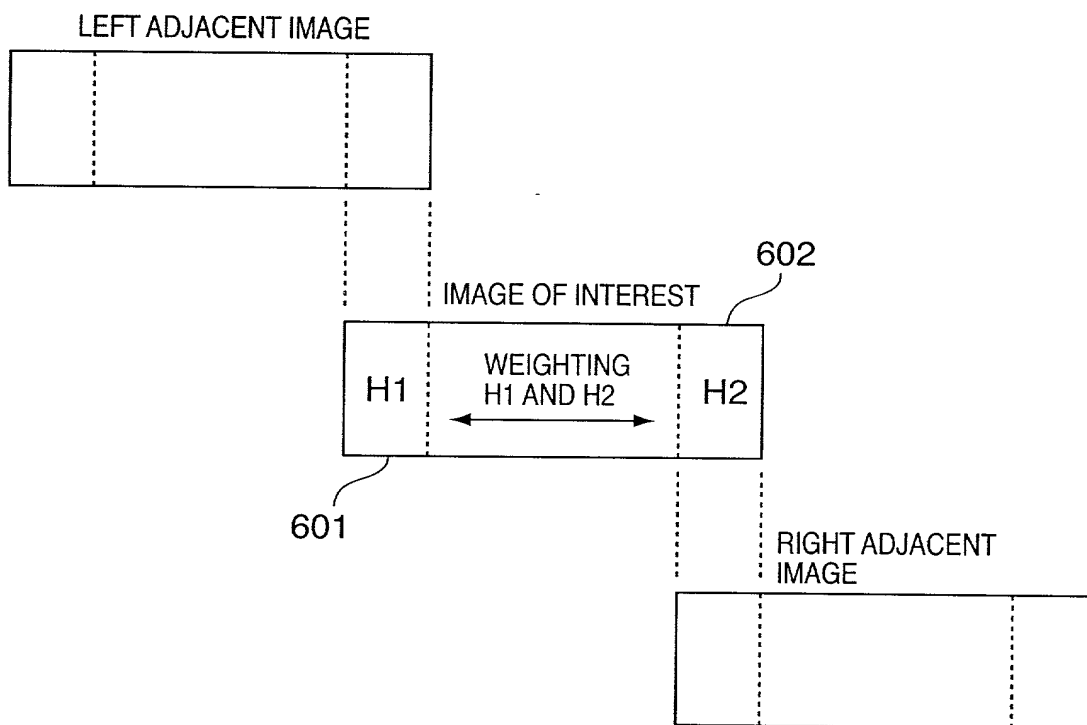 LEFT ADJACENT IMAGE
602
IMAGE OF INTEREST
H1
WEIGHTING
H1 AND H2
H2
601
RIGHT ADJACENT
IMAGE